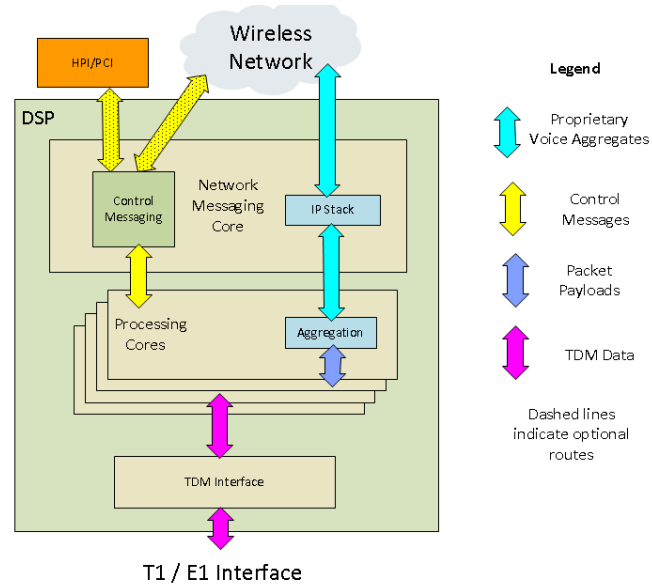 Wireless
Network
HPI/PCI
Legend
DSP
Proprietary
Voice Aggregates
Control
Messaging
Network
Messaging
Core
IP Stack
Control
Messages
Packet
Payloads
Processing
Cores
Aggregation
TDM Data
Dashed lines
indicate optional
routes
TDM Interface
T1 / E1 Interface